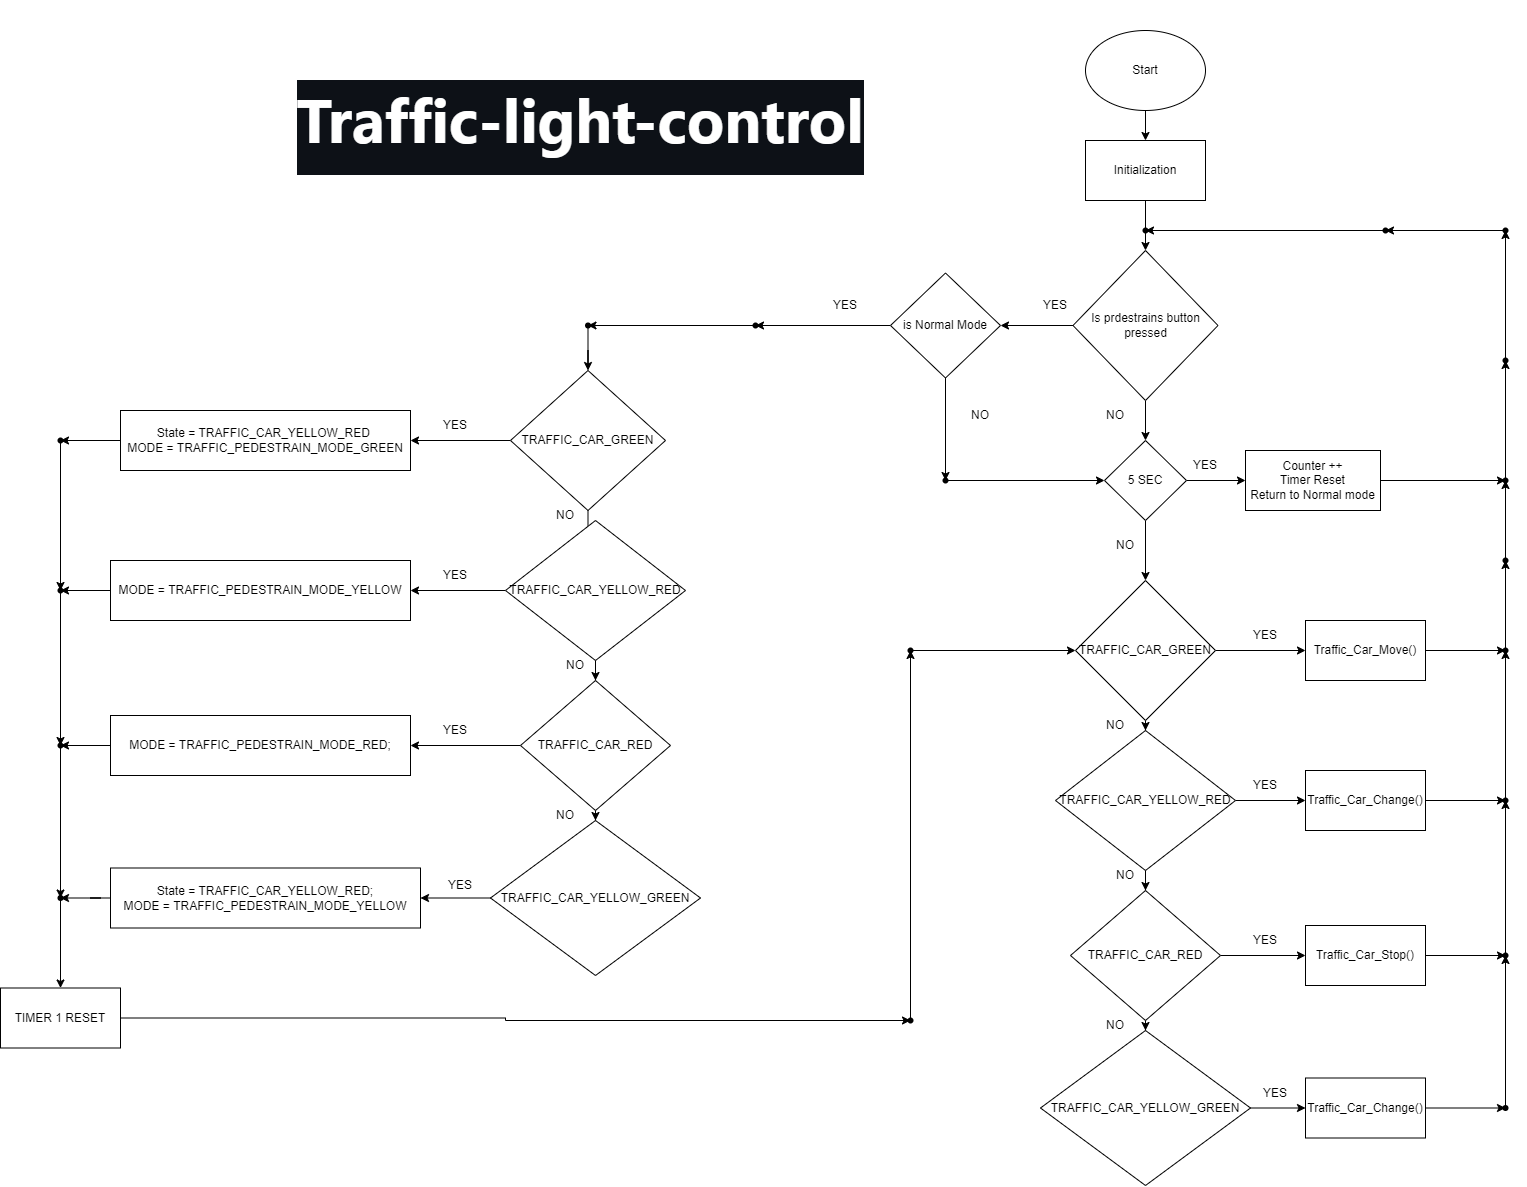 Traffic-light-control
Start
Initialization
Is prdestrains button
pressed
YES
NO
is Normal Mode
YES
NO
5 SEC
YES
NO
Counter ++
Timer Reset
Return to Normal mode
TRAFFIC_CAR_GREEN
YES
NO
State = TRAFFIC_CAR_YELLOW_RED
MODE = TRAFFIC_PEDESTRAIN_MODE_GREEN
TRAFFIC_CAR_YELLOW_RED
YES
NO
MODE = TRAFFIC_PEDESTRAIN_MODE_YELLOW
TRAFFIC_CAR_RED
YES
NO
MODE = TRAFFIC_PEDESTRAIN_MODE_RED;
TRAFFIC_CAR_YELLOW_GREEN
YES
State = TRAFFIC_CAR_YELLOW_RED;
MODE = TRAFFIC_PEDESTRAIN_MODE_YELLOW
TIMER 1 RESET
TRAFFIC_CAR_GREEN
YES
NO
Traffic_Car_Move()
TRAFFIC_CAR_YELLOW_RED
YES
NO
Traffic_Car_Change()
TRAFFIC_CAR_RED
YES
NO
Traffic_Car_Stop()
TRAFFIC_CAR_YELLOW_GREEN
YES
Traffic_Car_Change()